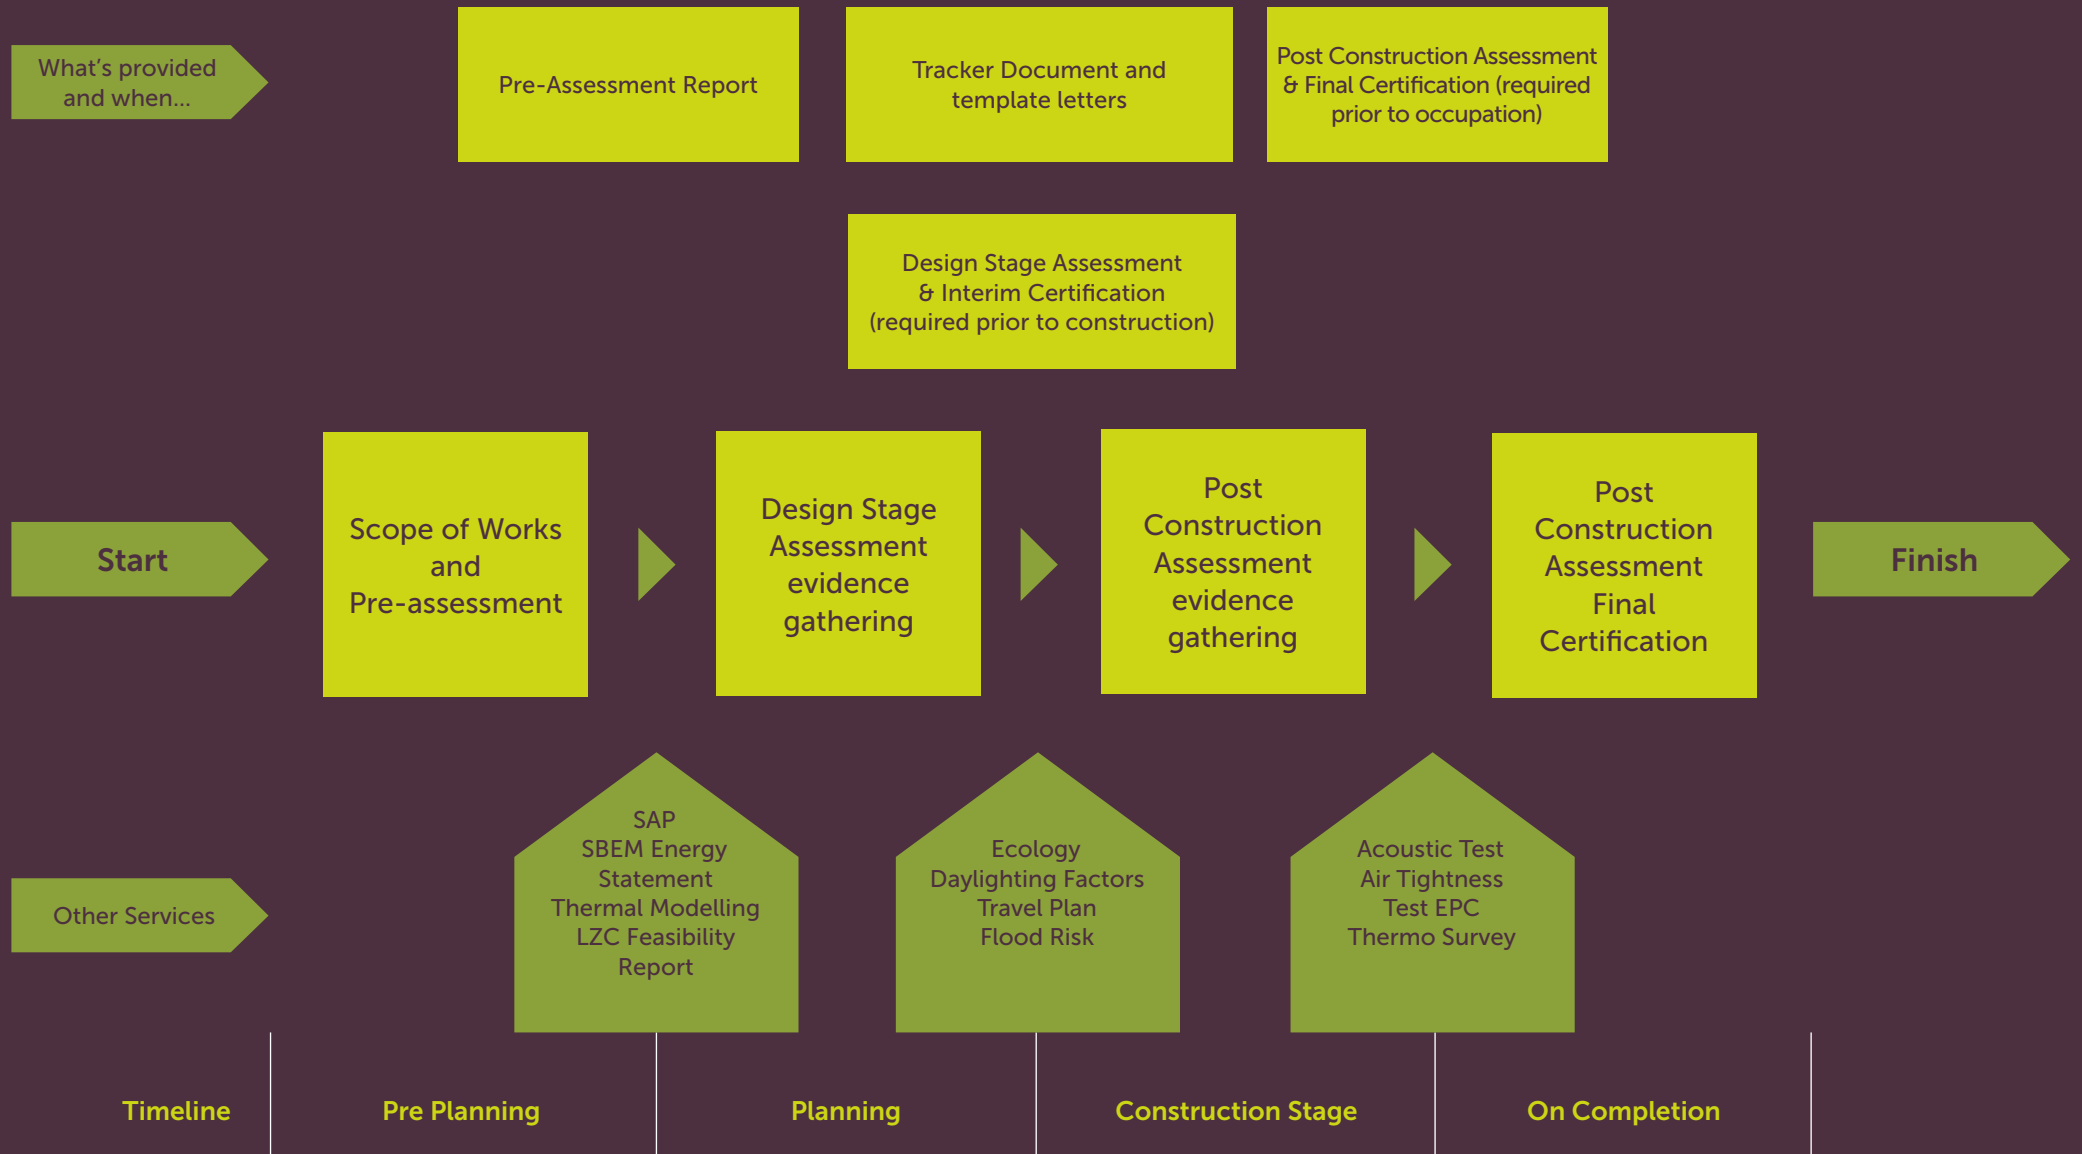 What's provided
and when...
Pre-Assessment Report
Tracker Document and
template letters
Post Construction Assessment
& Final Certification (required
prior to occupation)
Design Stage Assessment
& Interim Certification
(required prior to construction)
Start
Scope of Works
and
Pre-assessment
Design Stage
Assessment
evidence
gathering
Post
Construction
Assessment
evidence
gathering
Post
Construction
Assessment
Final
Certification
Finish
Other Services
SAP
SBEM Energy
Statement
Thermal Modelling
LZC Feasibility
Report
Ecology
Daylighting Factors
Travel Plan
Flood Risk
Acoustic Test
Air Tightness
Test EPC
Thermo Survey
Timeline
Pre Planning
Planning
Construction Stage
On Completion